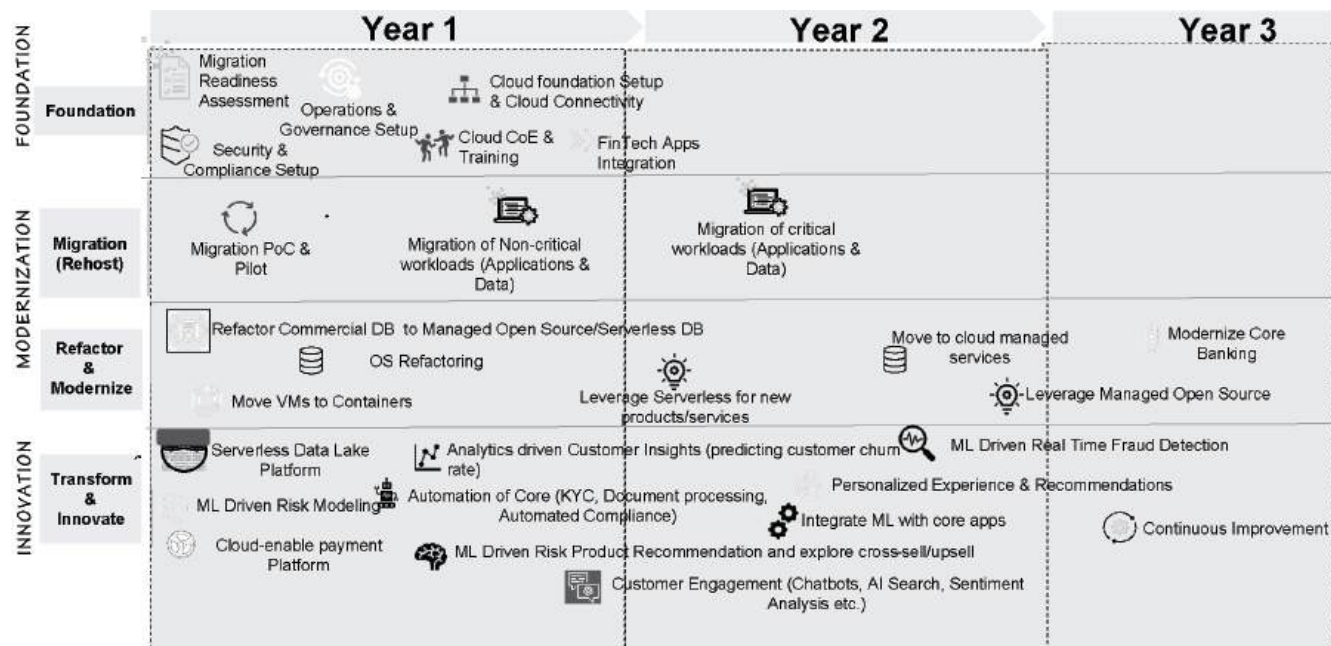 Year 1
Year 2
Year 3
FOUNDATION
Foundation
Migration
Readiness
Assessment
Operations &
Governance Setup
Cloud foundation Setup
& Cloud Connectivity
Security &
Compliance Setup
Cloud CoE &
Training
FinTech Apps
Integration
MODERNIZATION
Migration
(Rehost)
Migration PoC &
Pilot
Migration of Non-critical
workloads (Applications &
Data)
Migration of critical
workloads (Applications &
Data)
Refactor
&
Modernize
Refactor Commercial DB to Managed Open Source/Serverless DB
OS Refactoring
Move VMs to Containers
Leverage Serverless for new
products/services
Move to cloud managed
services
Modernize Core
Banking
Leverage Managed Open Source
INNOVATION
Transform
&
Innovate
Serverless Data Lake
Platform
Analytics driven Customer Insights (predicting customer churn
rate)
ML Driven Real Time Fraud Detection
ML Driven Risk Modeling
Automation of Core (KYC, Document processing,
Automated Compliance)
Personalized Experience & Recommendations
Integrate ML with core apps
Continuous Improvement
Cloud-enable payment
Platform
ML Driven Risk Product Recommendation and explore cross-sell/upsell
Customer Engagement (Chatbots, AI Search, Sentiment
Analysis etc.)